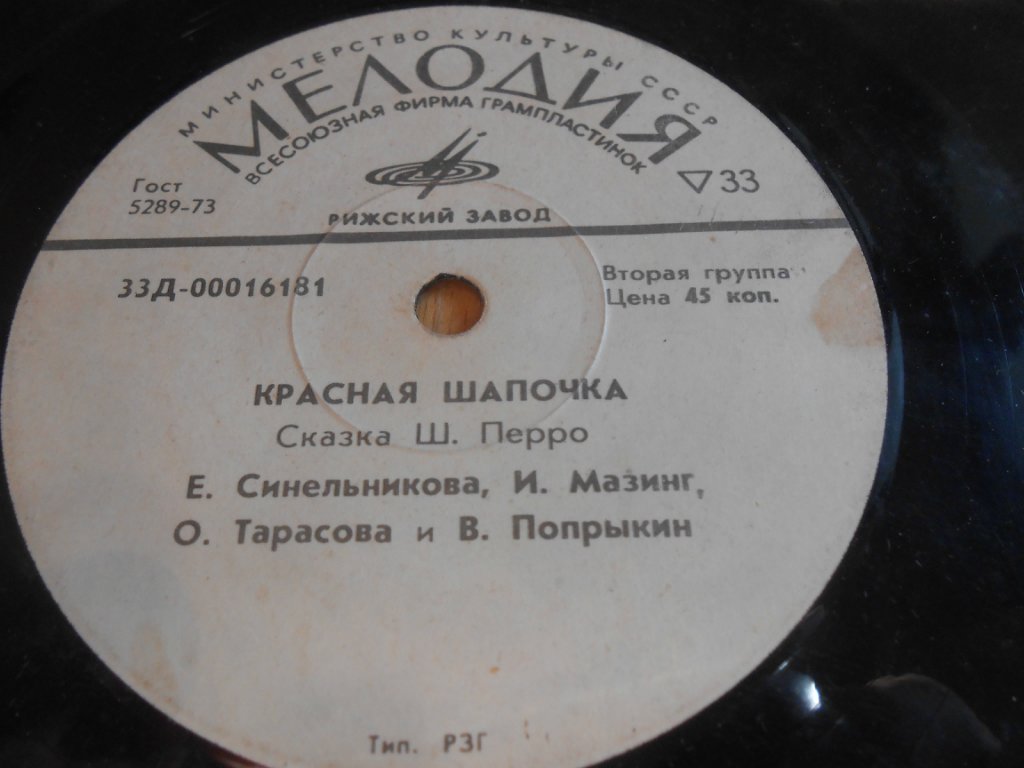 МИНИСТЕРСТВО КУЛЬТУРЫ СССР
МЕЛОДИЯ
ВСЕСОЮЗНАЯ ФИРМА ГРАМПЛАСТИНОК
Гост
5289-73
▽33
РИЖСКИЙ ЗАВОД
33Д-00016181
Вторая группа
Цена 45 коп.
КРАСНАЯ ШАПОЧКА
Сказка Ш. Перро
Е. Синельникова, И. Мазинг,
О. Тарасова и В. Попрыкин
Тип. РЗГ